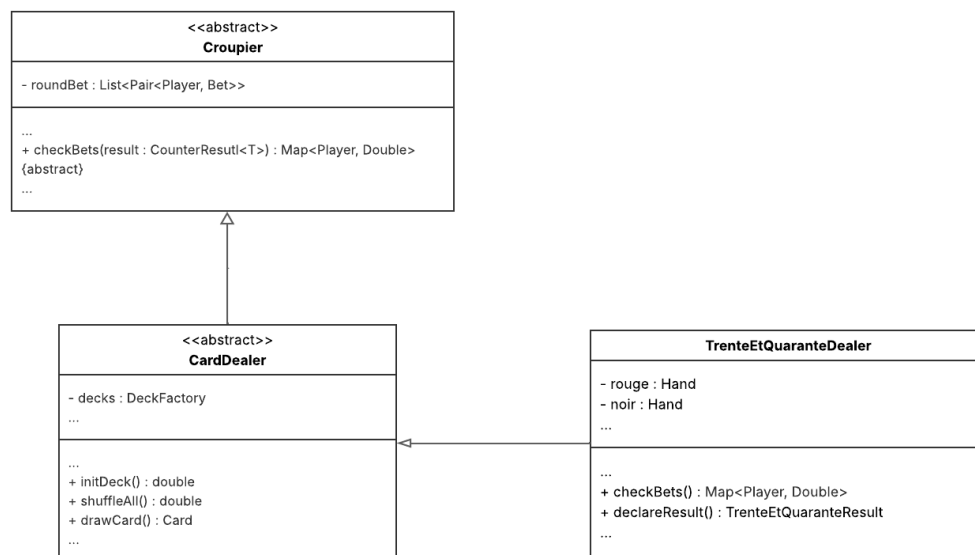 <<abstract>>
Croupier
- roundBet : List<Pair<Player, Bet>>
...
+ checkBets(result : CounterResutl<T>) : Map<Player, Double>
{abstract}
...
<<abstract>>
CardDealer
- decks : DeckFactory
...
...
+ initDeck() : double
+ shuffleAll() : double
+ drawCard() : Card
...
TrenteEtQuaranteDealer
- rouge : Hand
- noir : Hand
...
...
+ checkBets() : Map<Player, Double>
+ declareResult() : TrenteEtQuaranteResult
...